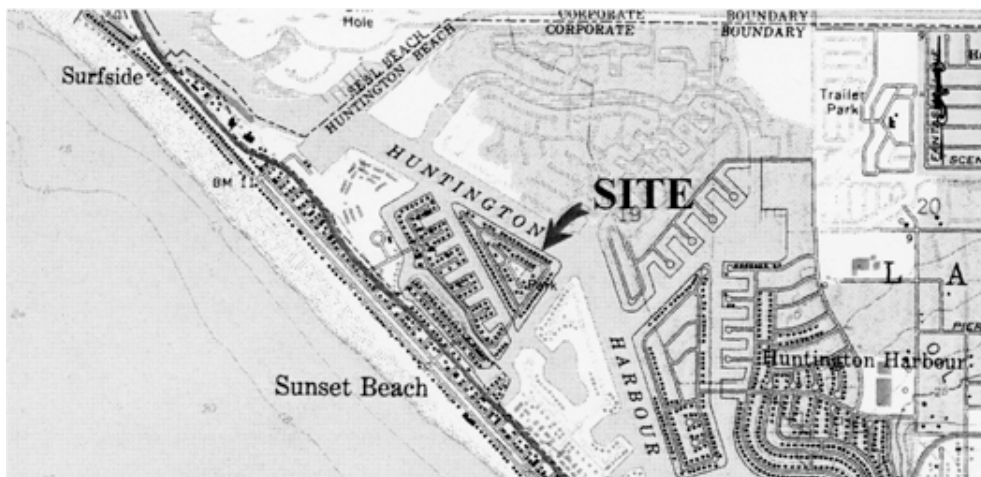 Hole
CORPORATE BOUNDARY
CORPORATE BOUNDARY
SEAL BEACH
HUNTINGTON BEACH
Surfside
Trailer
Park
BM 11
HUNTINGTON
SITE
19
20
Park
L A
HARBOUR
Huntington Harbour
Sunset Beach